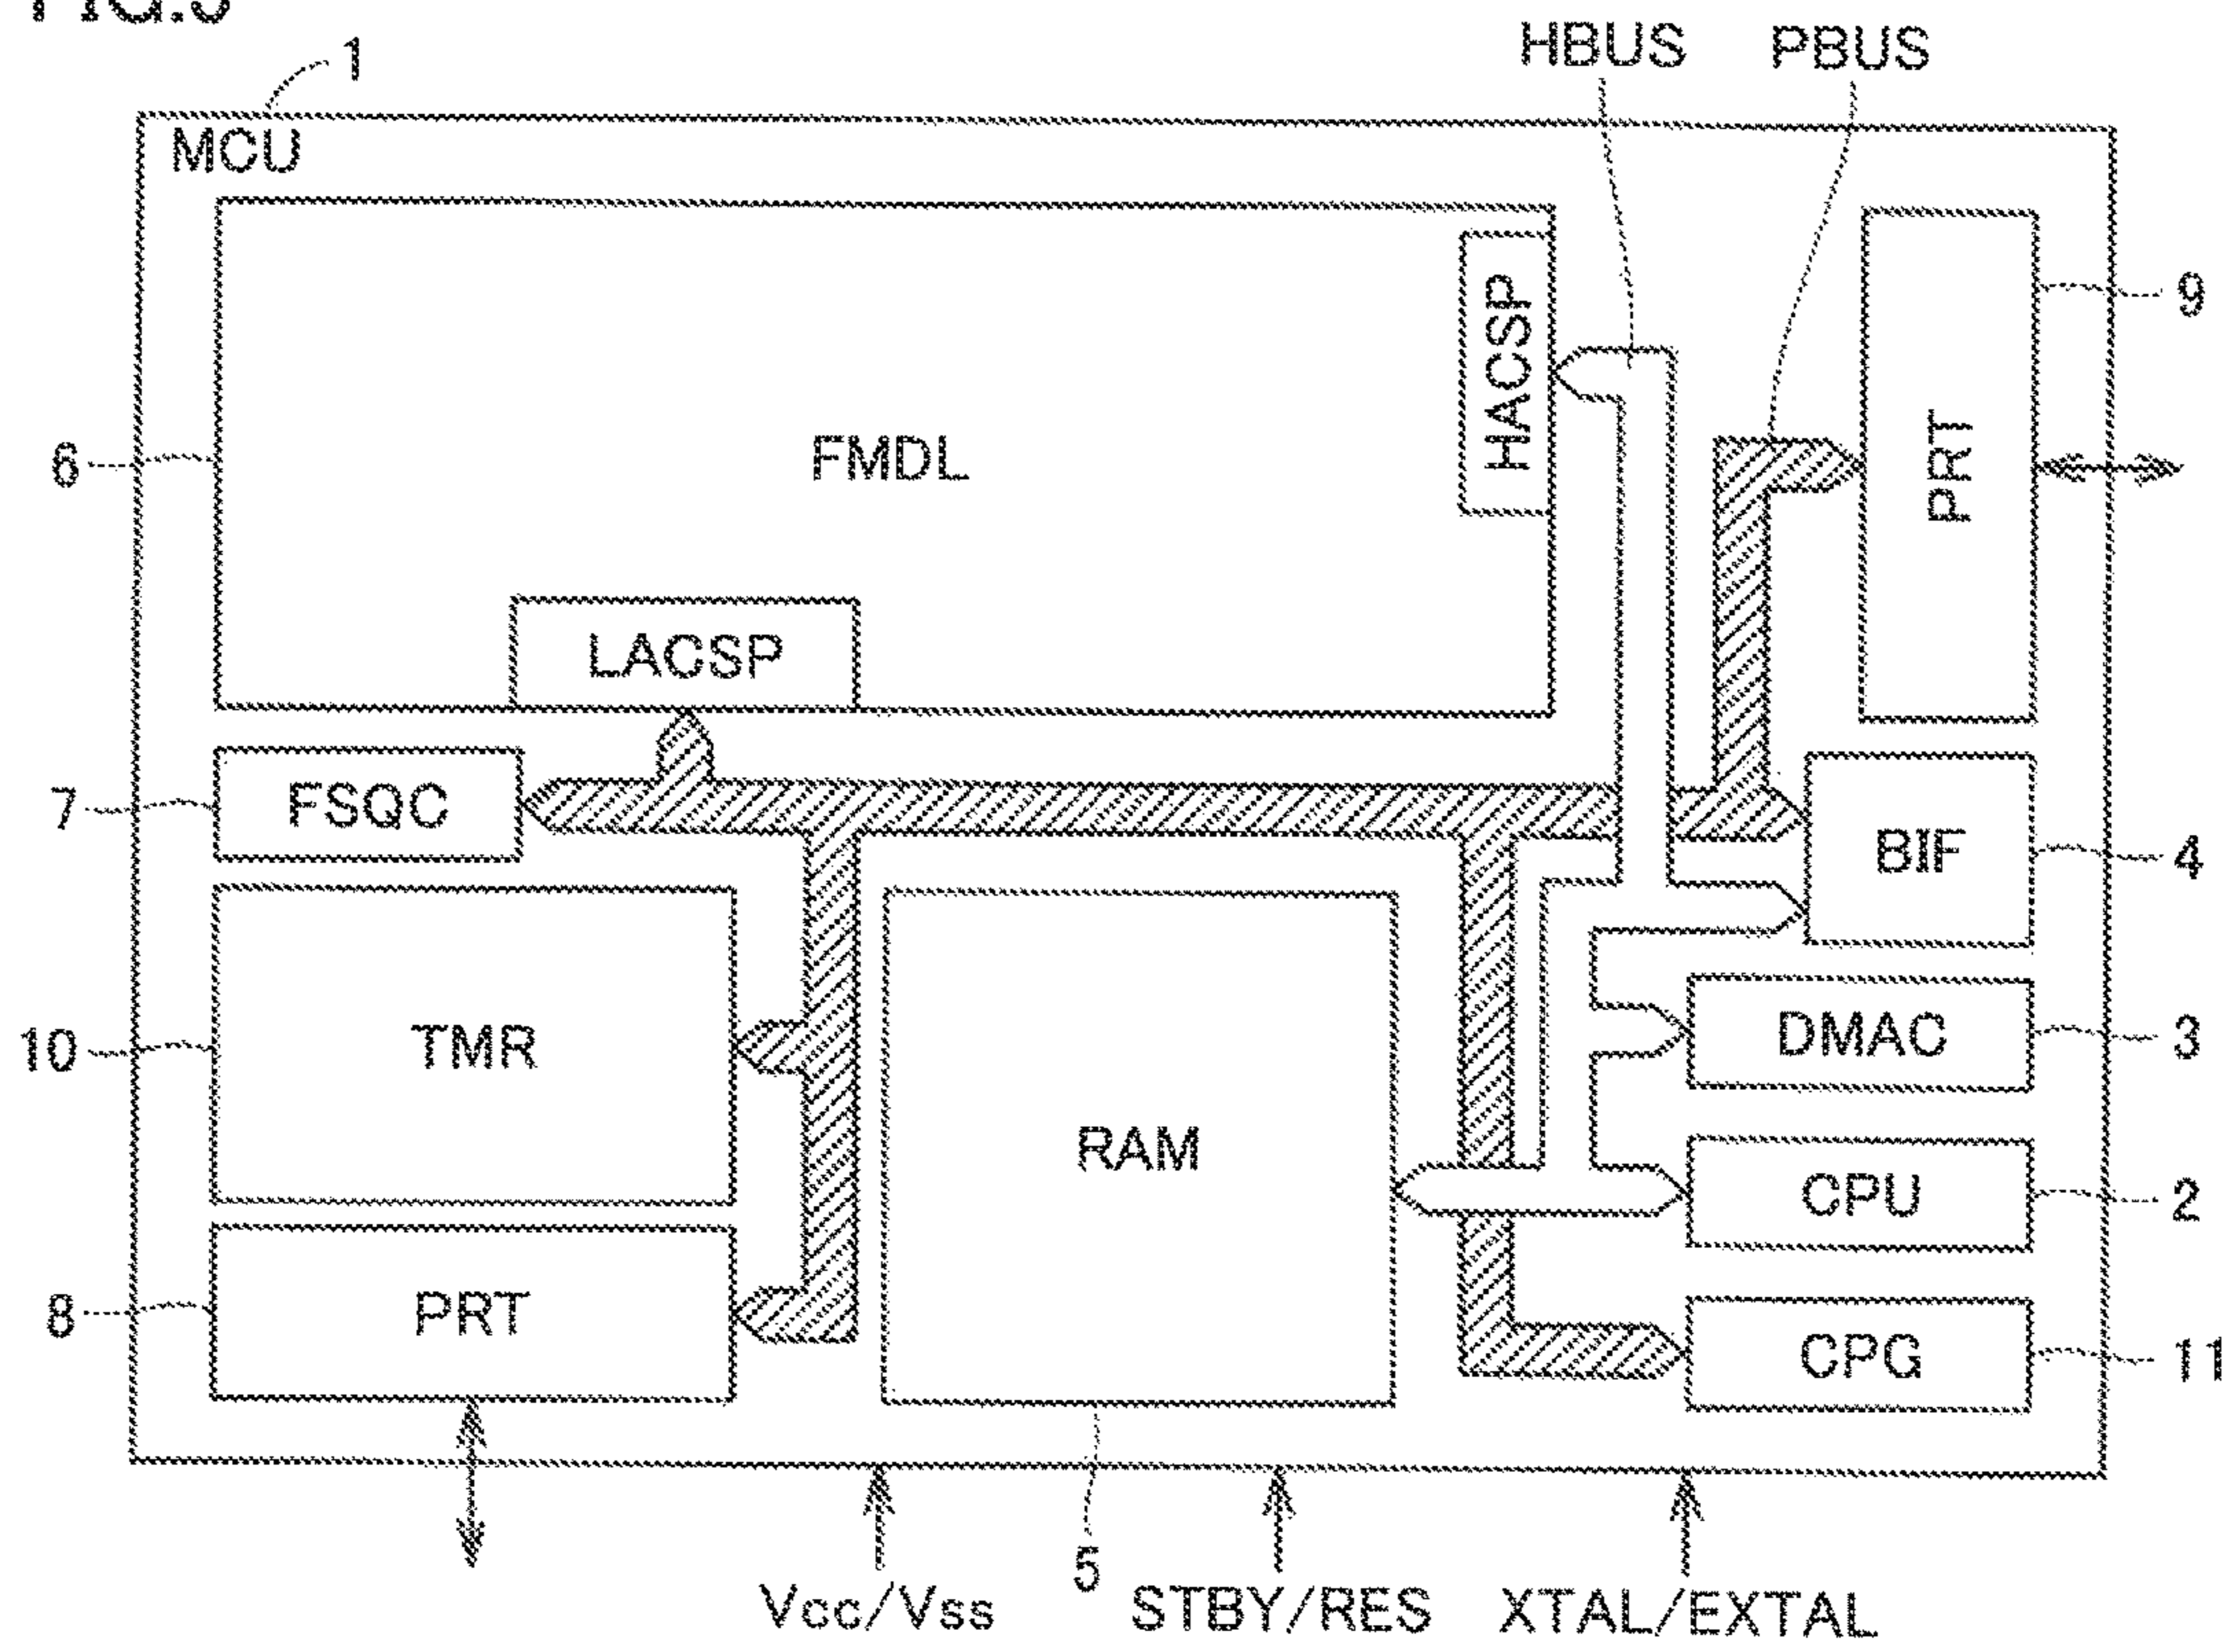 HBUS PBUS
1
MCU
9
HACSP
6
FMDL
PRT
LACSP
7
FSQC
BIF
4
10
TMR
DMAC
3
RAM
CPU
2
8
PRT
CPG
11
5
Vcc/Vss
STBY/RES
XTAL/EXTAL